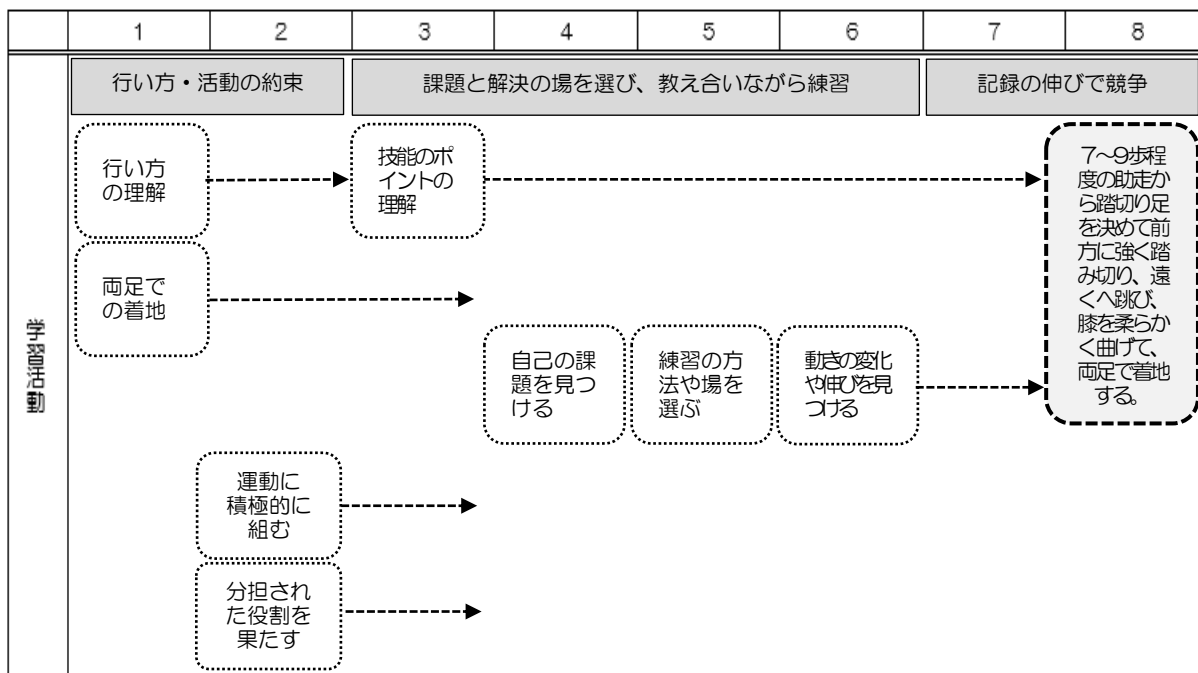 1 2 3 4 5 6 7 8
行い方・活動の約束
課題と解決の場を選び、教え合いながら練習
記録の伸びで競争
学習活動
行い方
の理解
技能のポ
イントの
理解
7~9歩程
度の助走か
ら踏切り足
を決めて前
方に強く踏
み切り、遠
くへ跳び、
膝を柔らか
く曲げて、
両足で着地
する。
両足で
の着地
自己の課
題を見つ
ける
練習の方
法や場を
選ぶ
動きの変化
や伸びを見
つける
運動に
積極的に
組む
分担され
た役割を
果たす